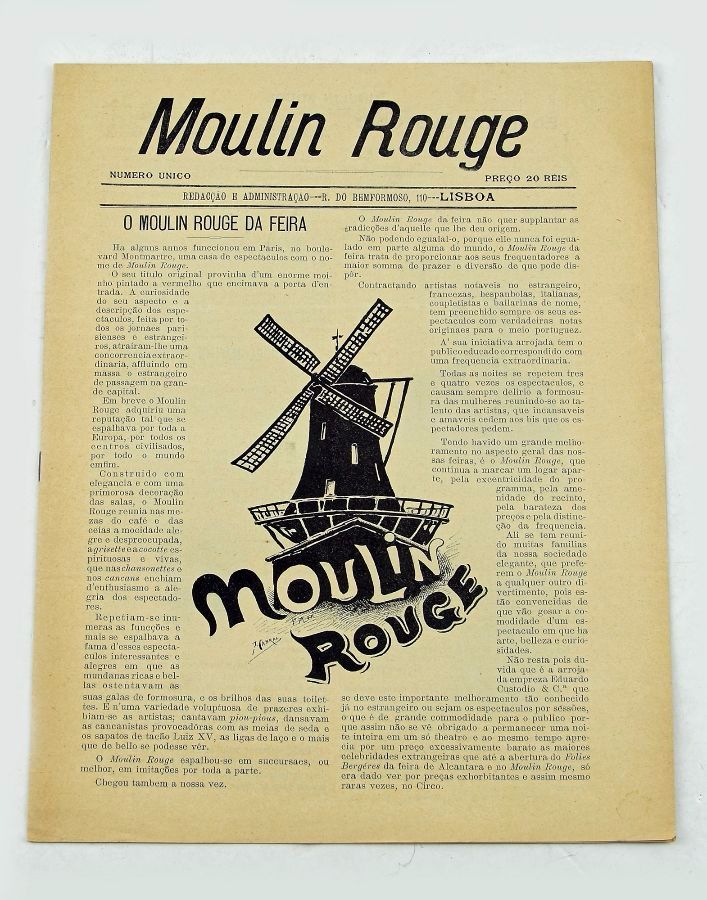 Moulin Rouge
NUMERO UNICO
PREÇO 20 RÉIS
REDACÇÃO E ADMINISTRAÇAO---R. DO BEMFORMOSO, 110---LISBOA
O MOULIN ROUGE DA FEIRA
Ha alguns annos funccionou em Paris, no boule-
vard Montmartre, uma casa de espectaculos com o no-
me de Moulin Rouge.
O seu titulo original provinha d'um enorme moi-
nho pintado a vermelho que encimava a porta d'en-
trada. A curiosidade
do seu aspecto e a
descripção dos espe-
ctaculos, feita por to-
dos os jornaes pari-
sienses e estrangei-
ros, atrairam-lhe uma
concorrencia extraor-
dinaria, affluindo em
massa o estrangeiro
de passagem na gran-
de capital.
Em breve o Moulin
Rouge adquiriu uma
reputação tal que se
espalhava por toda a
Europa, por todos os
centros civilisados,
por todo o mundo
emfim.
Construido com
elegancia e com uma
primorosa decoração
das salas, o Moulin
Rouge reunia nas me-
zas do café e das
ceias a mocidade ale-
gre e despreoccupada,
a grisette e a cocotte es-
pirituosas e vivas,
que nas chansonettes e
nos cancans enchiam
d'enthusiasmo a ale-
gria dos espectado-
res.
Repetiam-se inu-
meras as funcções e
mais se espalhava a
fama d'esses especta-
culos interessantes e
alegres em que as
mundanas ricas e bel-
las ostentavam as
suas galas de formosura, e os brilhos das suas toilet-
tes. E n'uma variedade voluptuosa de prazeres exhi-
biam-se as artistas; cantavam piou-pious, dansavam
as cancanistas provocadoras com as meias de seda e
os sapatos de tacão Luiz XV, as ligas de laço e o mais
que de bello se podesse vêr.
O Moulin Rouge espalhou-se em succursaes, ou
melhor, em imitações por toda a parte.
Chegou tambem a nossa vez.
O Moulin Rouge da feira não quer supplantar as
tradicções d'aquelle que lhe deu origem.
Não podendo egualal-o, porque elle nunca foi egua-
lado em parte alguma do mundo, o Moulin Rouge da
feira trata de proporcionar aos seus frequentadores a
maior somma de prazer e diversão de que pode dis-
pôr.
Contractando artistas notaveis no estrangeiro,
francezas, hespanholas, italianas,
coupletistas e bailarinas de nome,
tem preenchido sempre os seus es-
pectaculos com verdadeiras notas
originaes para o meio portuguez.
A' sua iniciativa arrojada tem o
publico educado correspondido com
uma frequencia extraordinaria.
Todas as noites se repetem tres
e quatro vezes os espectaculos, e
causam sempre delirio a formosu-
ra das mulheres reunindo-se ao ta-
lento das artistas, que incansaveis
e amaveis cedem aos bis que os es-
pectadores pedem.
Tendo havido um grande melho-
ramento no aspecto geral das nos-
sas feiras, é o Moulin Rouge, que
continua a marcar um logar apar-
te, pela excentricidade do pro-
gramma, pela ame-
nidade do recinto,
pela barateza dos
preços e pela distinc-
ção da frequencia.
Ali se tem reuni-
do muitas familias
da nossa sociedade
elegante, que prefe-
rem o Moulin Rouge
a qualquer outro di-
vertimento, pois es-
tão convencidas de
que vão gosar a co-
modidade d'um es-
pectaculo em que ha
arte, belleza e curio-
sidades.
Não resta pois du-
vida que é a arroja-
da empreza Eduardo
Custodio & C.ª que
se deve este importante melhoramento tão conhecido
já no estrangeiro ou sejam os espectaculos por sessões,
o que é de grande commodidade para o publico por-
que assim não se vê obrigado a permanecer uma noi-
te inteira em um só theatro e ao mesmo tempo apre-
cia por um preço excessivamente barato as maiores
celebridades extrangeiras que até a abertura do Folies
Bergéres da feira de Alcantara e no Moulin Rouge, só
era dado ver por preças exhorbitantes e assim mesmo
raras vezes, no Circo.
MOULIN
ROUGE